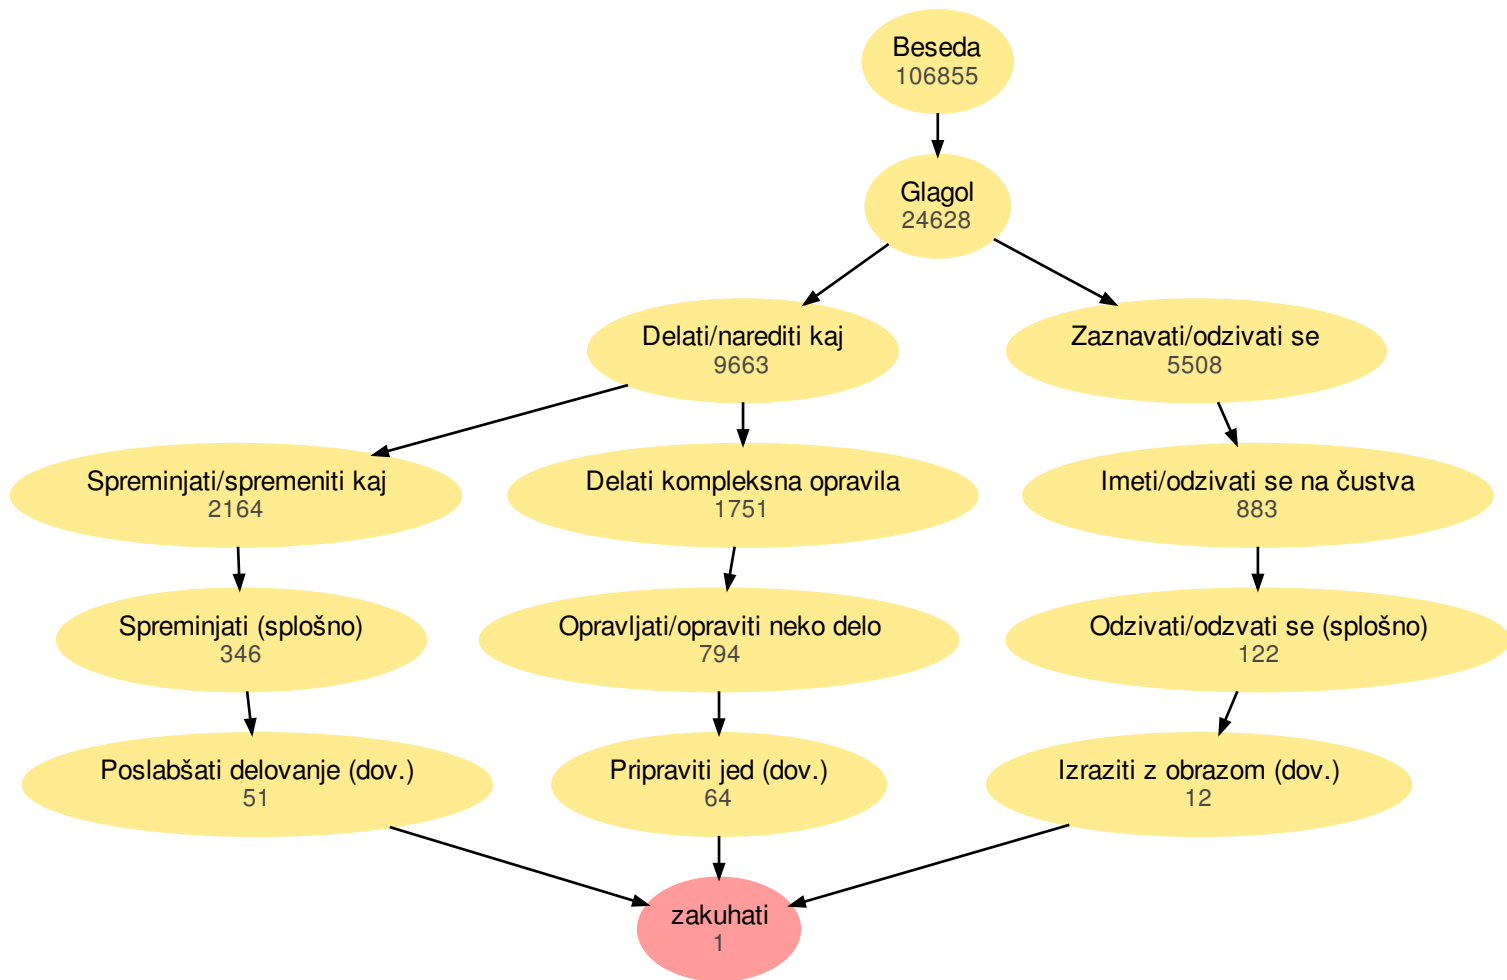 Beseda
106855
Glagol
24628
Delati/narediti kaj
9663
Zaznavati/odzivati se
5508
Spreminjati/spremeniti kaj
2164
Delati kompleksna opravila
1751
Imeti/odzivati se na čustva
883
Spreminjati (splošno)
346
Opravljati/opraviti neko delo
794
Odzivati/odzvati se (splošno)
122
Poslabšati delovanje (dov.)
51
Pripraviti jed (dov.)
64
Izraziti z obrazom (dov.)
12
zakuhati
1